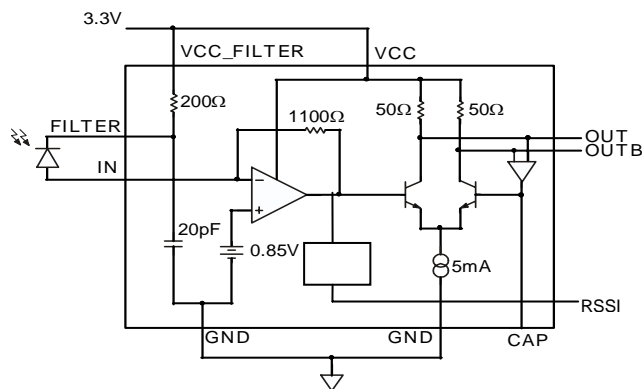 3.3V
VCC_FILTER
VCC
200Ω
1100Ω
50Ω
50Ω
FILTER
OUT
OUTB
IN
−
+
20pF
0.85V
5mA
RSSI
GND
GND
CAP